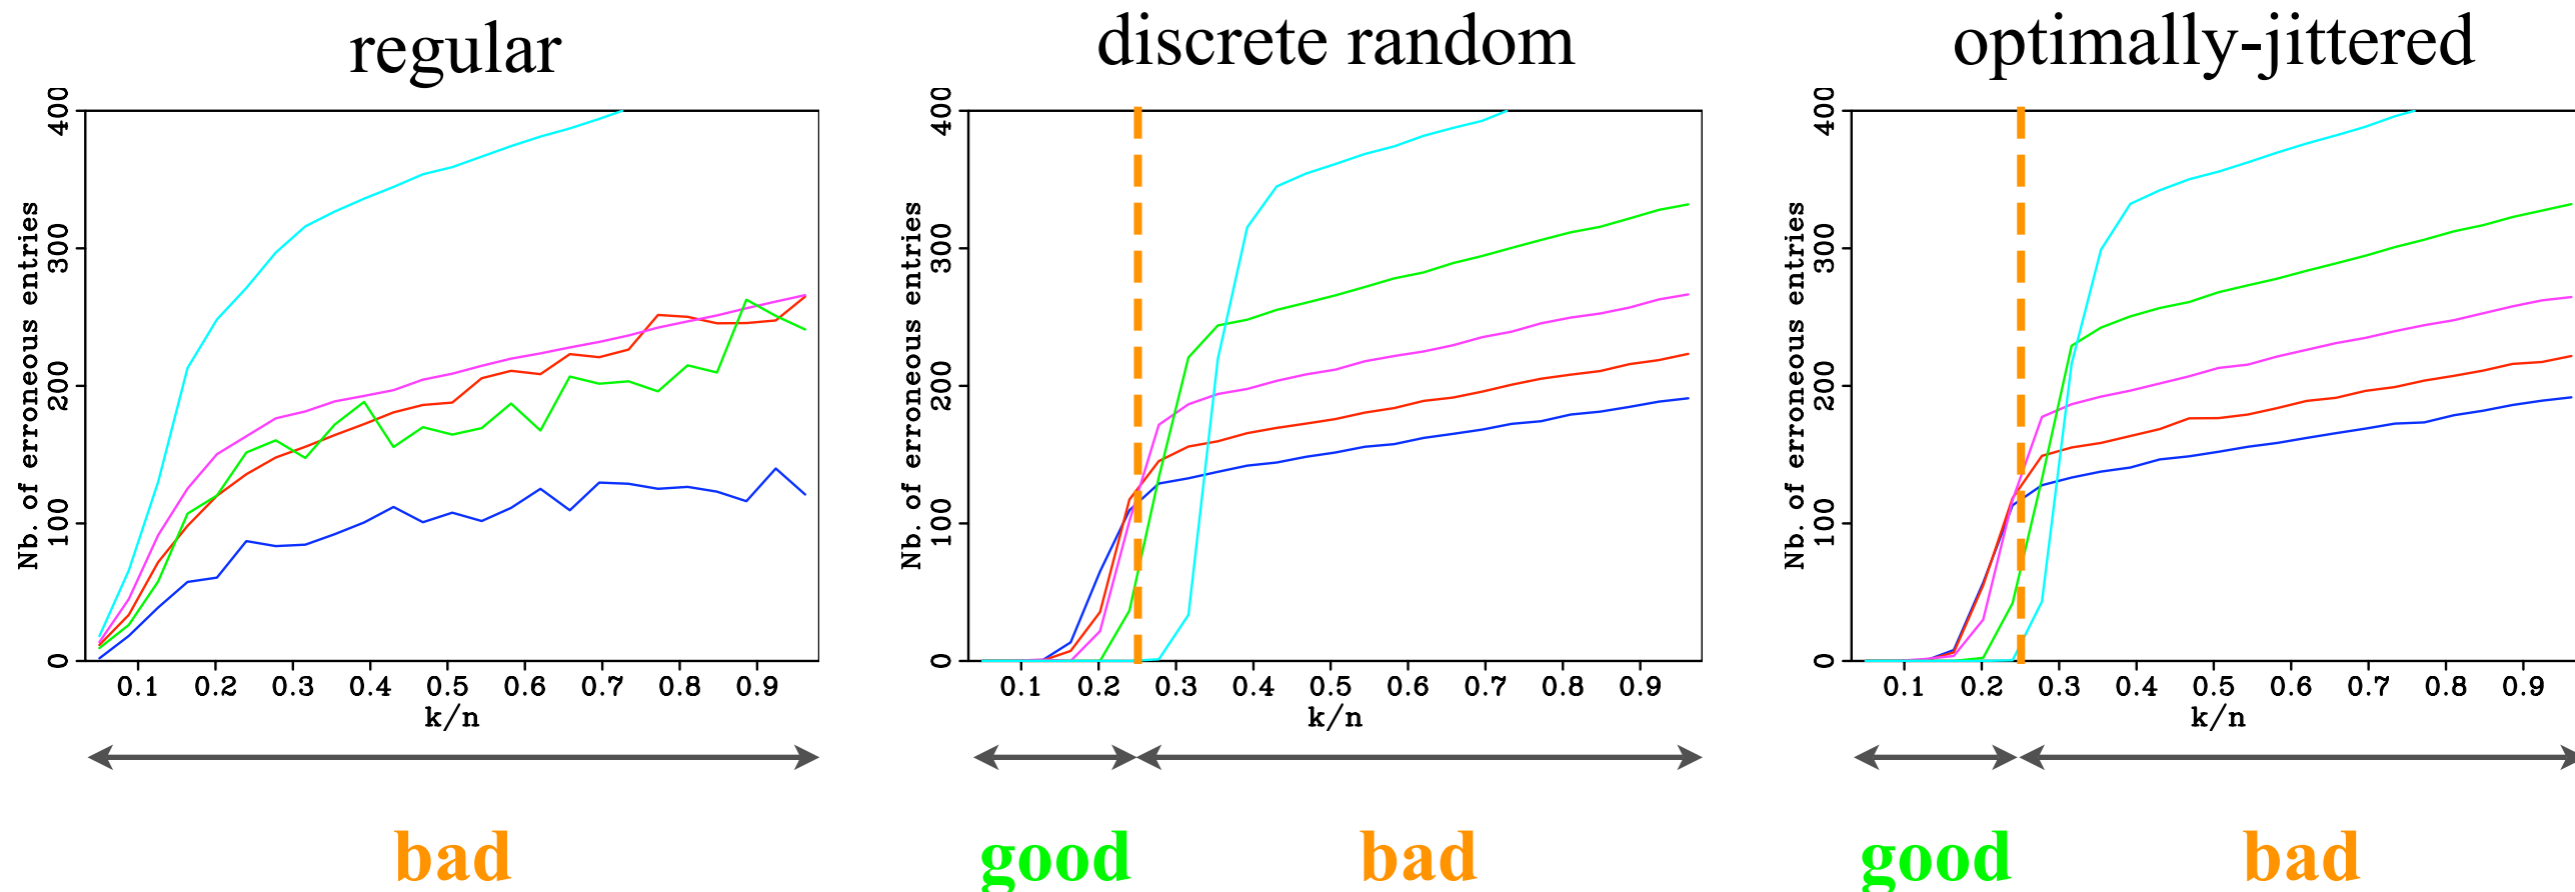 regular
discrete random
optimally-jittered
Nb. of erroneous entries
400
300
200
100
0
0.1 0.2 0.3 0.4 0.5 0.6 0.7 0.8 0.9
k/n
Nb. of erroneous entries
400
300
200
100
0
0.1 0.2 0.3 0.4 0.5 0.6 0.7 0.8 0.9
k/n
Nb. of erroneous entries
400
300
200
100
0
0.1 0.2 0.3 0.4 0.5 0.6 0.7 0.8 0.9
k/n
bad
good
bad
good
bad